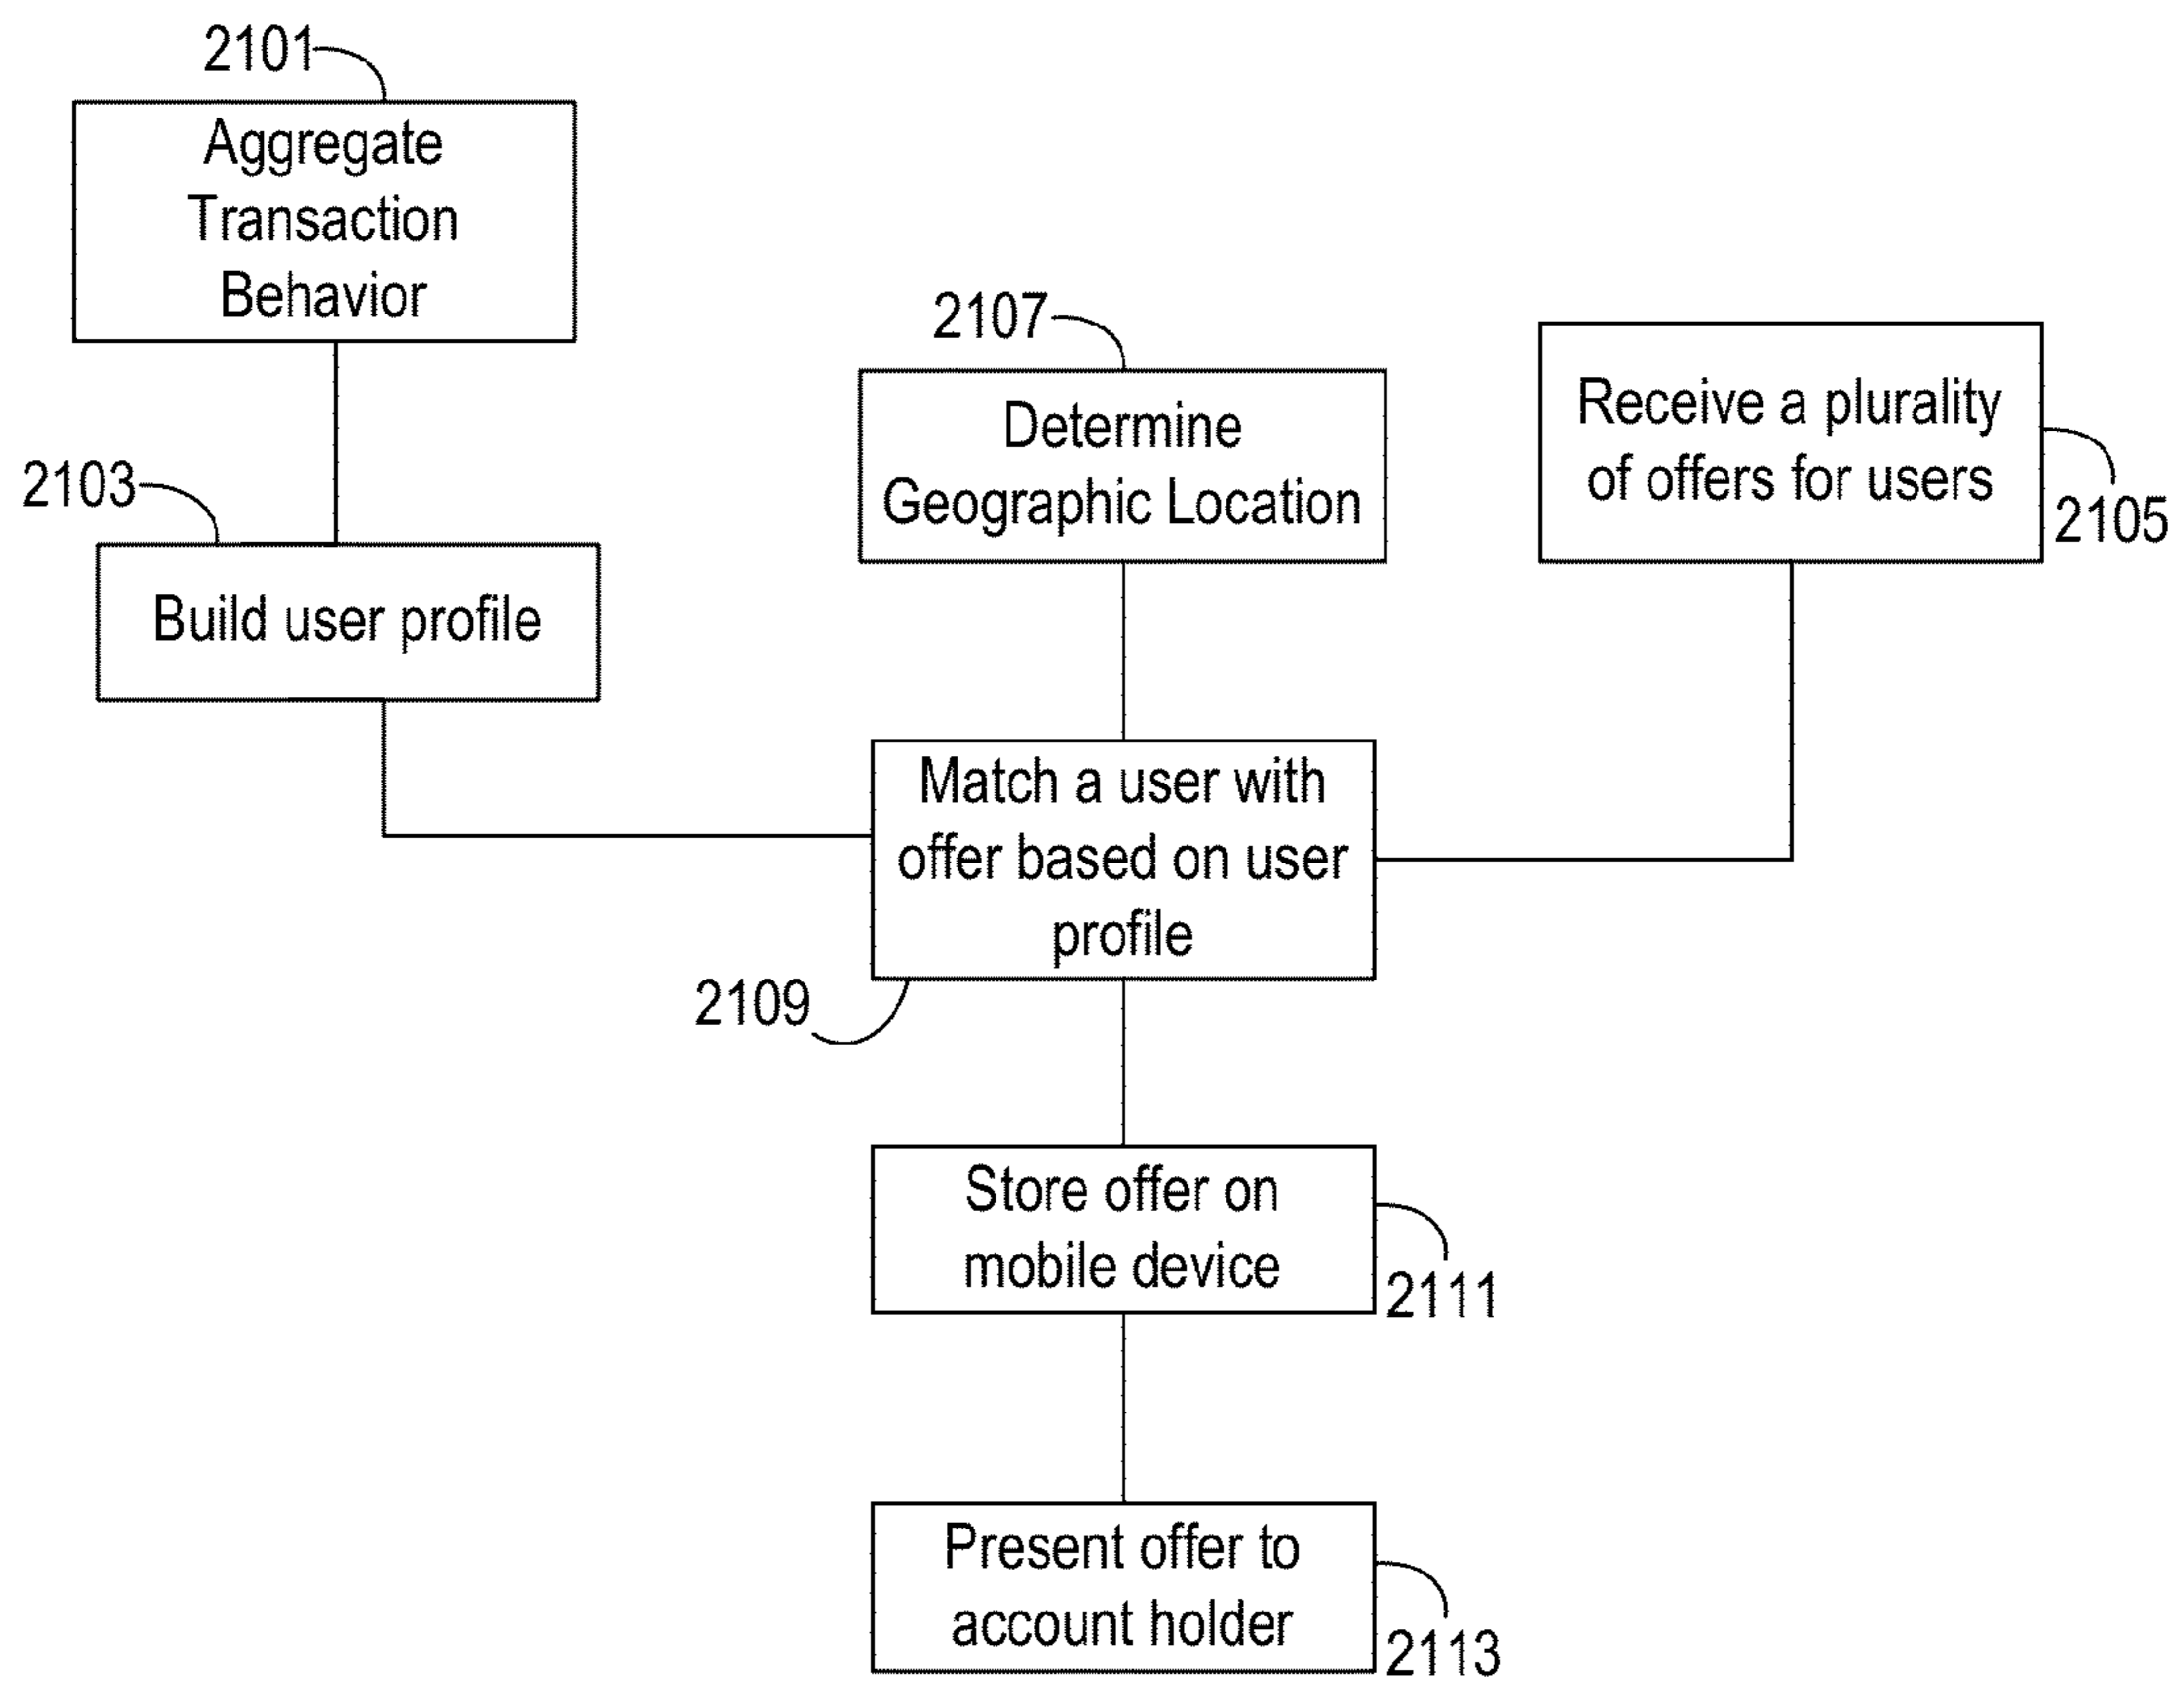 2101
Aggregate
Transaction
Behavior
2103
Build user profile
2107
Determine
Geographic Location
Receive a plurality
of offers for users
2105
Match a user with
offer based on user
profile
2109
Store offer on
mobile device
2111
Present offer to
account holder
2113